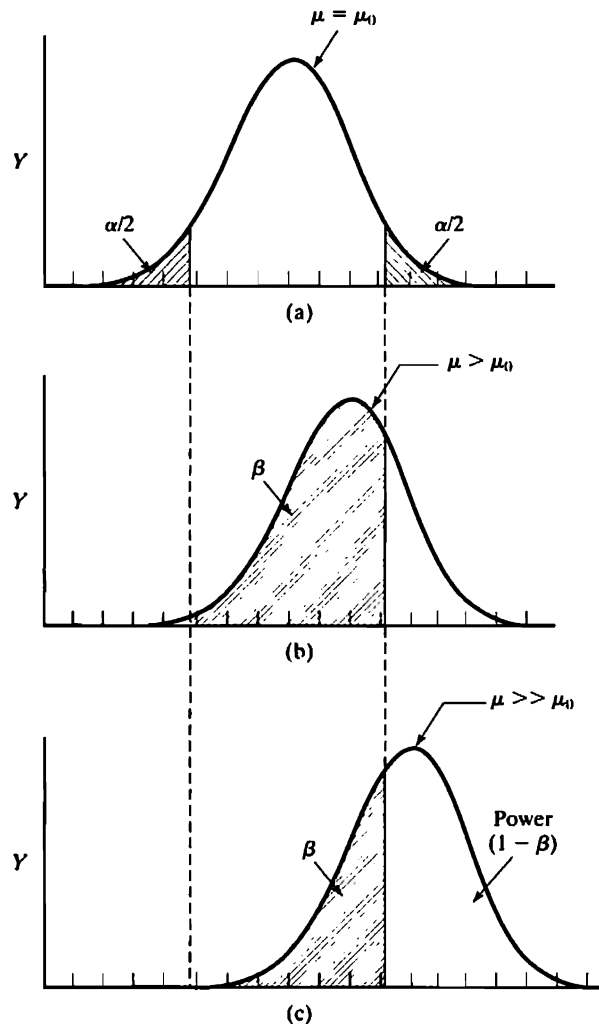 μ = μ₀
Y
α/2
α/2
(a)
μ > μ₀
β
Y
(b)
μ >> μ₀
Power
(1 − β)
β
Y
(c)